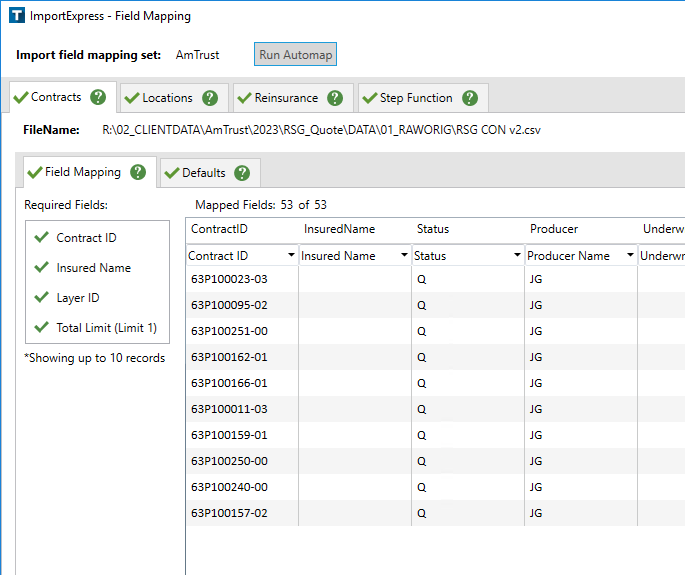 T ImportExpress - Field Mapping
Import field mapping set: AmTrust Run Automap
Contracts ? Locations ? Reinsurance ? Step Function ?
FileName: R:\02_CLIENTDATA\AmTrust\2023\RSG_Quote\DATA\01_RAWORIG\RSG CON v2.csv
Field Mapping ? Defaults ?
Required Fields:
Contract ID
Insured Name
Layer ID
Total Limit (Limit 1)
*Showing up to 10 records
Mapped Fields: 53 of 53
ContractID InsuredName Status Producer Underw
Contract ID Insured Name Status Producer Name Underwr
63P100023-03 Q JG
63P100095-02 Q JG
63P100251-00 Q JG
63P100162-01 Q JG
63P100166-01 Q JG
63P100011-03 Q JG
63P100159-01 Q JG
63P100250-00 Q JG
63P100240-00 Q JG
63P100157-02 Q JG